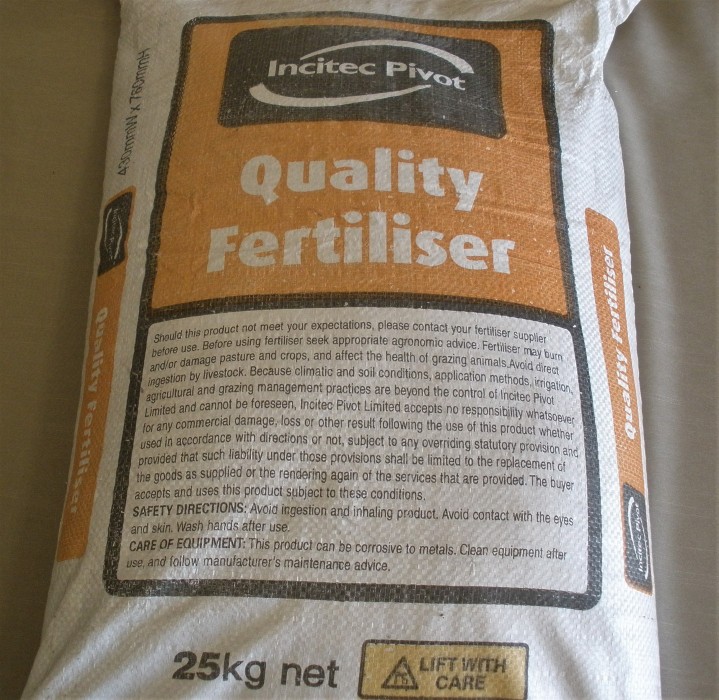 430mmW x 760mmH
Incitec Pivot
Quality
Fertiliser
Should this product not meet your expectations, please contact your fertiliser supplier
before use. Before using fertiliser seek appropriate agronomic advice. Fertiliser may burn
and/or damage pasture and crops, and affect the health of grazing animals. Avoid direct
ingestion by livestock. Because climatic and soil conditions, application methods, irrigation,
agricultural and grazing management practices are beyond the control of Incitec Pivot
Limited and cannot be foreseen, Incitec Pivot Limited accepts no responsibility whatsoever
for any commercial damage, loss or other result following the use of this product whether
used in accordance with directions or not, subject to any overriding statutory provision and
provided that such liability under those provisions shall be limited to the replacement of
the goods as supplied or the rendering again of the services that are provided. The buyer
accepts and uses this product subject to these conditions.
SAFETY DIRECTIONS: Avoid ingestion and inhaling product. Avoid contact with the eyes
and skin. Wash hands after use.
CARE OF EQUIPMENT: This product can be corrosive to metals. Clean equipment after
use, and follow manufacturer's maintenance advice.
Quality Fertiliser
Quality Fertiliser
Incitec Pivot
25kg net
LIFT WITH
CARE